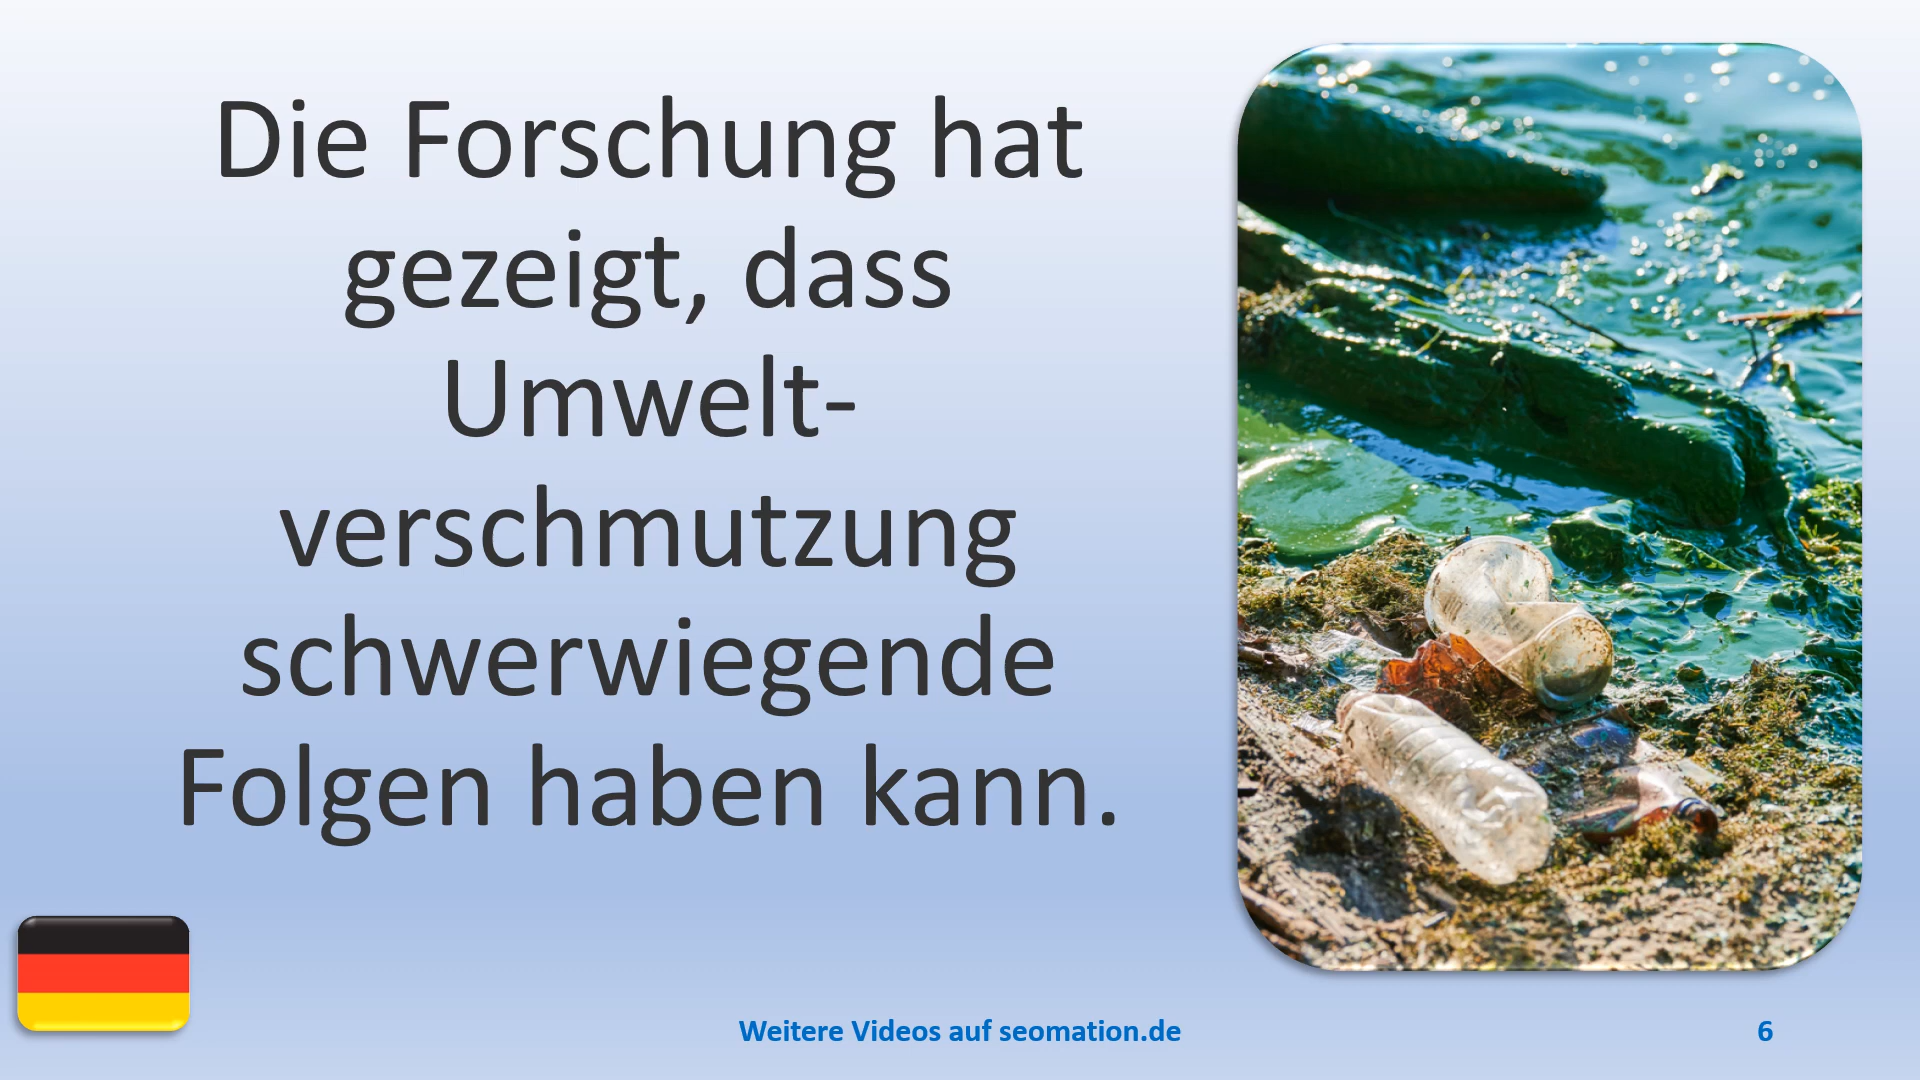 Die Forschung hat
gezeigt, dass
Umwelt-
verschmutzung
schwerwiegende
Folgen haben kann.
Weitere Videos auf seomation.de
6